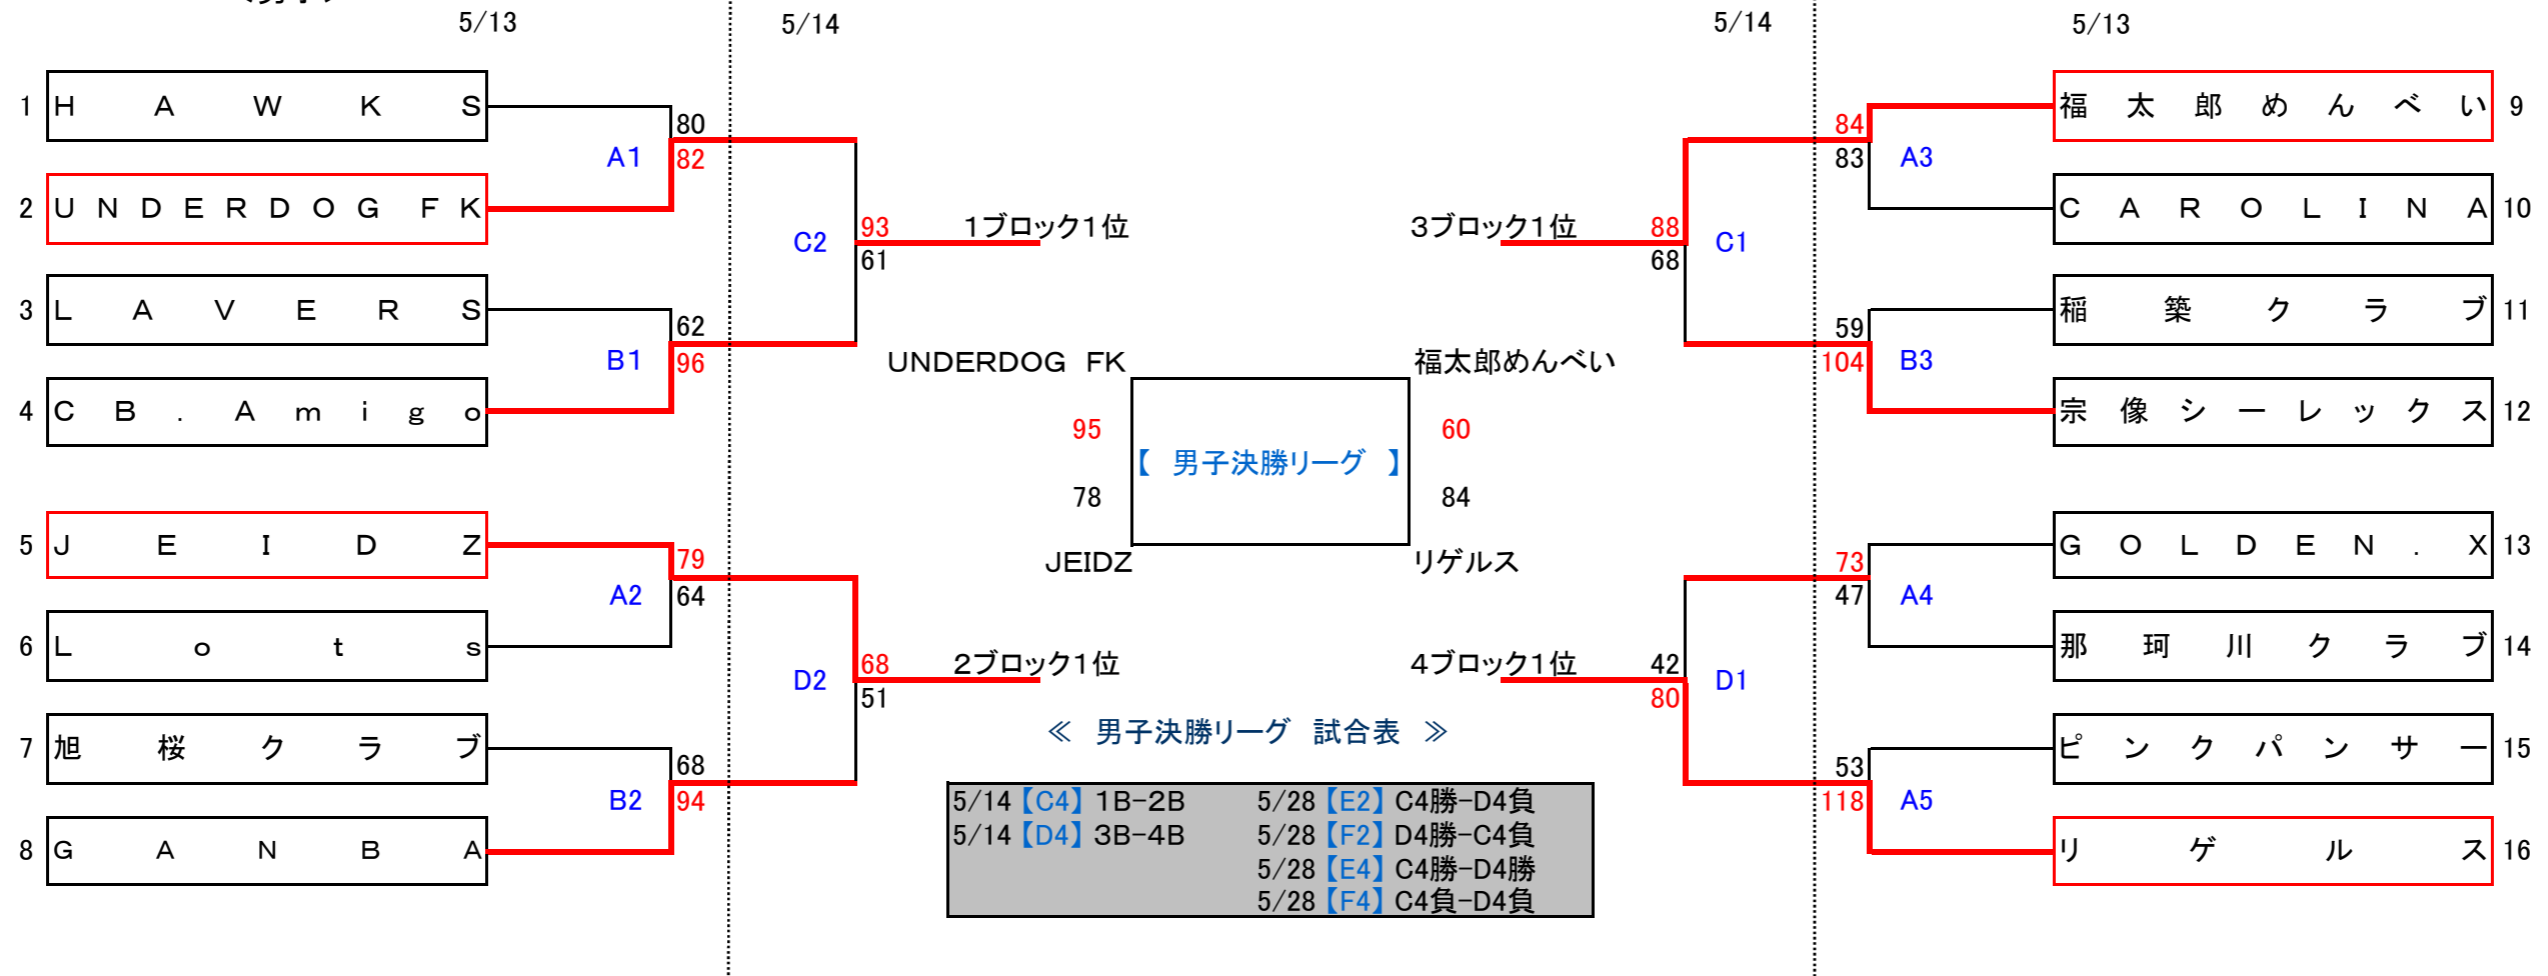 5/13
5/14
5/14
5/13
1 HAWKS
80
A1
82
2 UNDERDOG FK
93
C2
61
1ブロック1位
3 LAVERS
62
B1
96
4 CB.Amigo
5 JEIDZ
79
A2
64
6 Lots
68
D2
51
2ブロック1位
7 旭桜クラブ
68
B2
94
8 GANBA
UNDERDOG FK
福太郎めんべい
95
60
【 男子決勝リーグ 】
78
84
JEIDZ
リゲルス
福太郎めんべい 9
84
A3
83
CAROLINA 10
3ブロック1位
88
C1
68
稲築クラブ 11
59
B3
104
宗像シーレックス 12
GOLDEN.X 13
73
A4
47
那珂川クラブ 14
4ブロック1位
42
D1
80
ピンクパンサー 15
53
A5
118
リゲルス 16
≪ 男子決勝リーグ 試合表 ≫
5/14【C4】1B-2B 5/28【E2】C4勝-D4負
5/14【D4】3B-4B 5/28【F2】D4勝-C4負
5/28【E4】C4勝-D4勝
5/28【F4】C4負-D4負